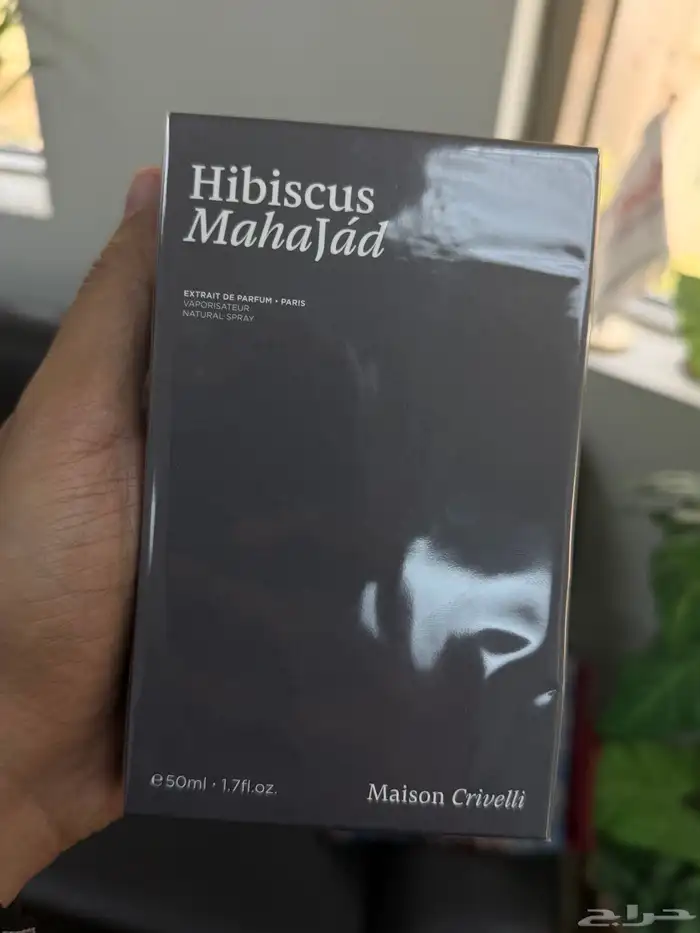 Hibiscus
MahaJád
EXTRAIT DE PARFUM • PARIS
VAPORISATEUR
NATURAL SPRAY
℮50ml · 1.7fl.oz.
Maison Crivelli
حراج